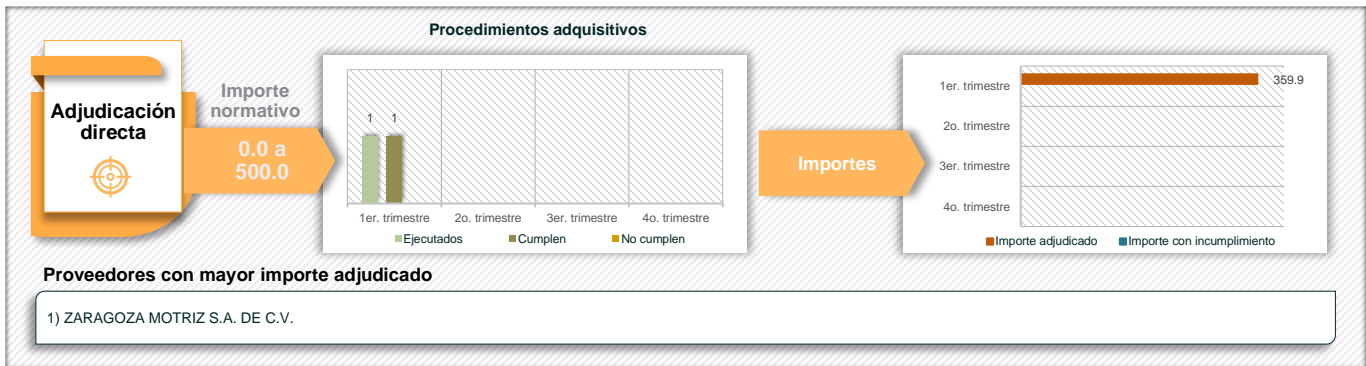 Procedimientos adquisitivos
Adjudicación
directa
Importe
normativo
0.0 a
500.0
1 1
1er. trimestre 2o. trimestre 3er. trimestre 4o. trimestre
Ejecutados Cumplen No cumplen
Importes
1er. trimestre 359.9
2o. trimestre
3er. trimestre
4o. trimestre
Importe adjudicado Importe con incumplimiento
Proveedores con mayor importe adjudicado
1) ZARAGOZA MOTRIZ S.A. DE C.V.